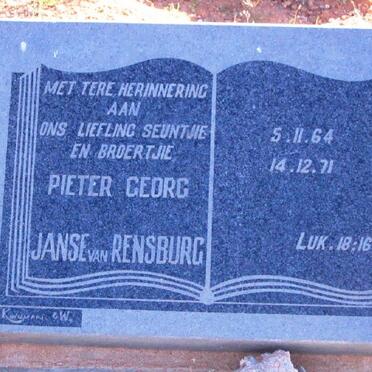 MET TERE HERINNERING
AAN
ONS LIEFLING SEUNTJIE
EN BROERTJIE
PIETER GEORG
JANSE VAN RENSBURG
5.11.64
14.12.71
LUK. 18:16